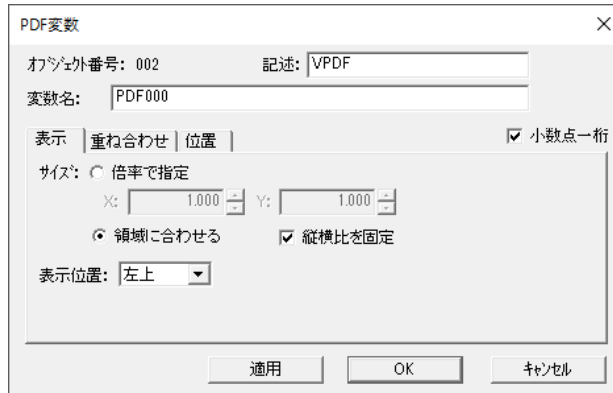 PDF変数
ｵﾌﾞｼﾞｪｸﾄ番号: 002 記述: VPDF
変数名: PDF000
表示 重ね合わせ 位置 小数点一桁
ｻｲｽﾞ: 倍率で指定
X: 1.000 Y: 1.000
領域に合わせる 縦横比を固定
表示位置: 左上
適用 OK ｷｬﾝｾﾙ